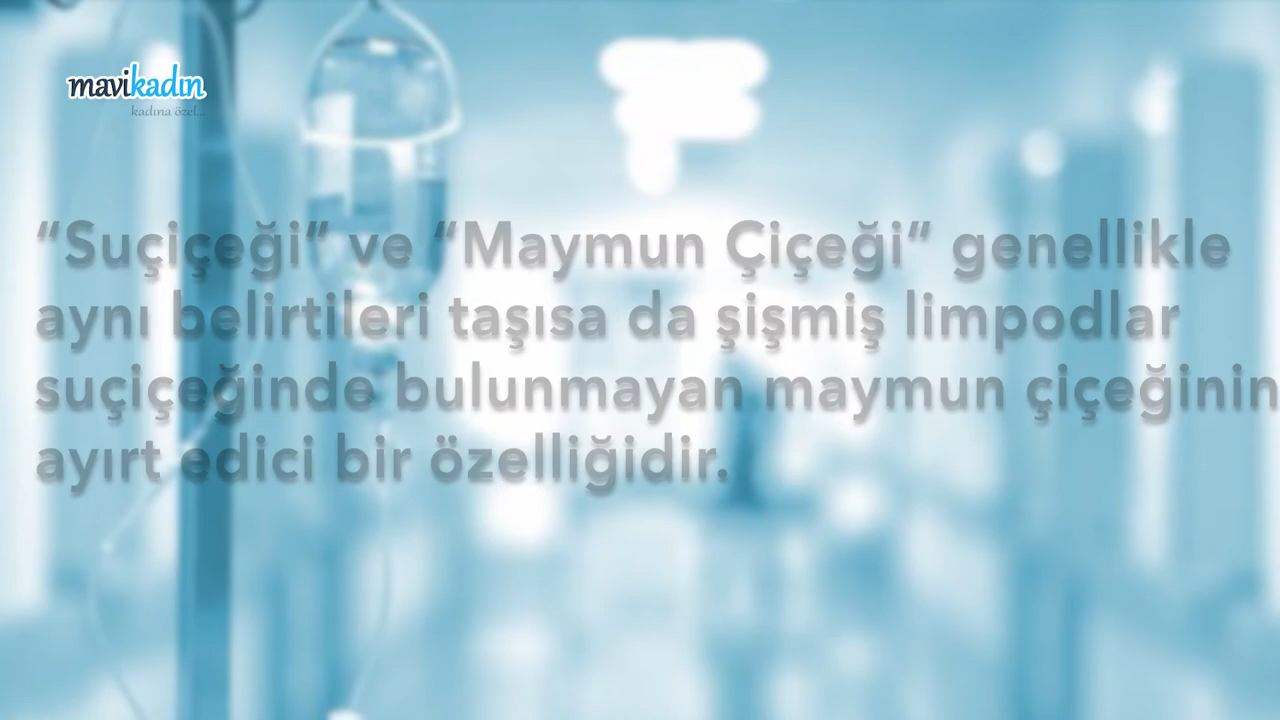 mavikadın
kadına özel...
“Suçiçeği” ve “Maymun Çiçeği” genellikle
aynı belirtileri taşısa da şişmiş limpodlar
suçiçeğinde bulunmayan maymun çiçeğinin
ayırt edici bir özelliğidir.